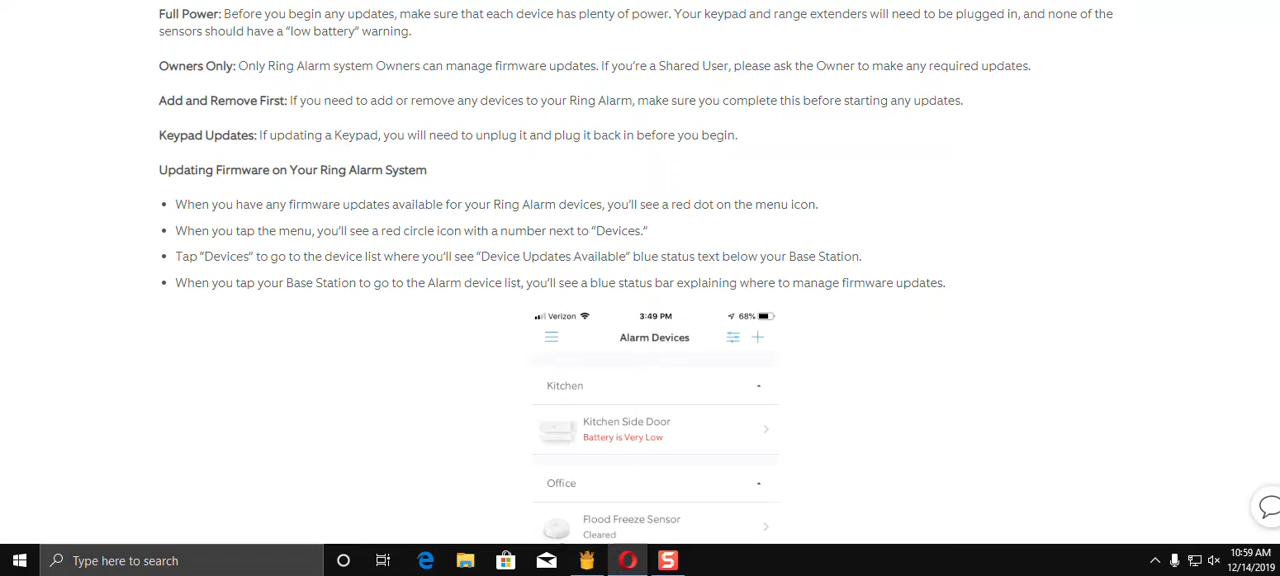 Full Power: Before you begin any updates, make sure that each device has plenty of power. Your keypad and range extenders will need to be plugged in, and none of the
sensors should have a "low battery" warning.
Owners Only: Only Ring Alarm system Owners can manage firmware updates. If you're a Shared User, please ask the Owner to make any required updates.
Add and Remove First: If you need to add or remove any devices to your Ring Alarm, make sure you complete this before starting any updates.
Keypad Updates: If updating a Keypad, you will need to unplug it and plug it back in before you begin.
Updating Firmware on Your Ring Alarm System
• When you have any firmware updates available for your Ring Alarm devices, you'll see a red dot on the menu icon.
• When you tap the menu, you'll see a red circle icon with a number next to "Devices."
• Tap "Devices" to go to the device list where you'll see "Device Updates Available" blue status text below your Base Station.
• When you tap your Base Station to go to the Alarm device list, you'll see a blue status bar explaining where to manage firmware updates.
Verizon 3:49 PM 68%
Alarm Devices
Kitchen
Kitchen Side Door
Battery is Very Low
Office
Flood Freeze Sensor
Cleared
Type here to search
10:59 AM
12/14/2019